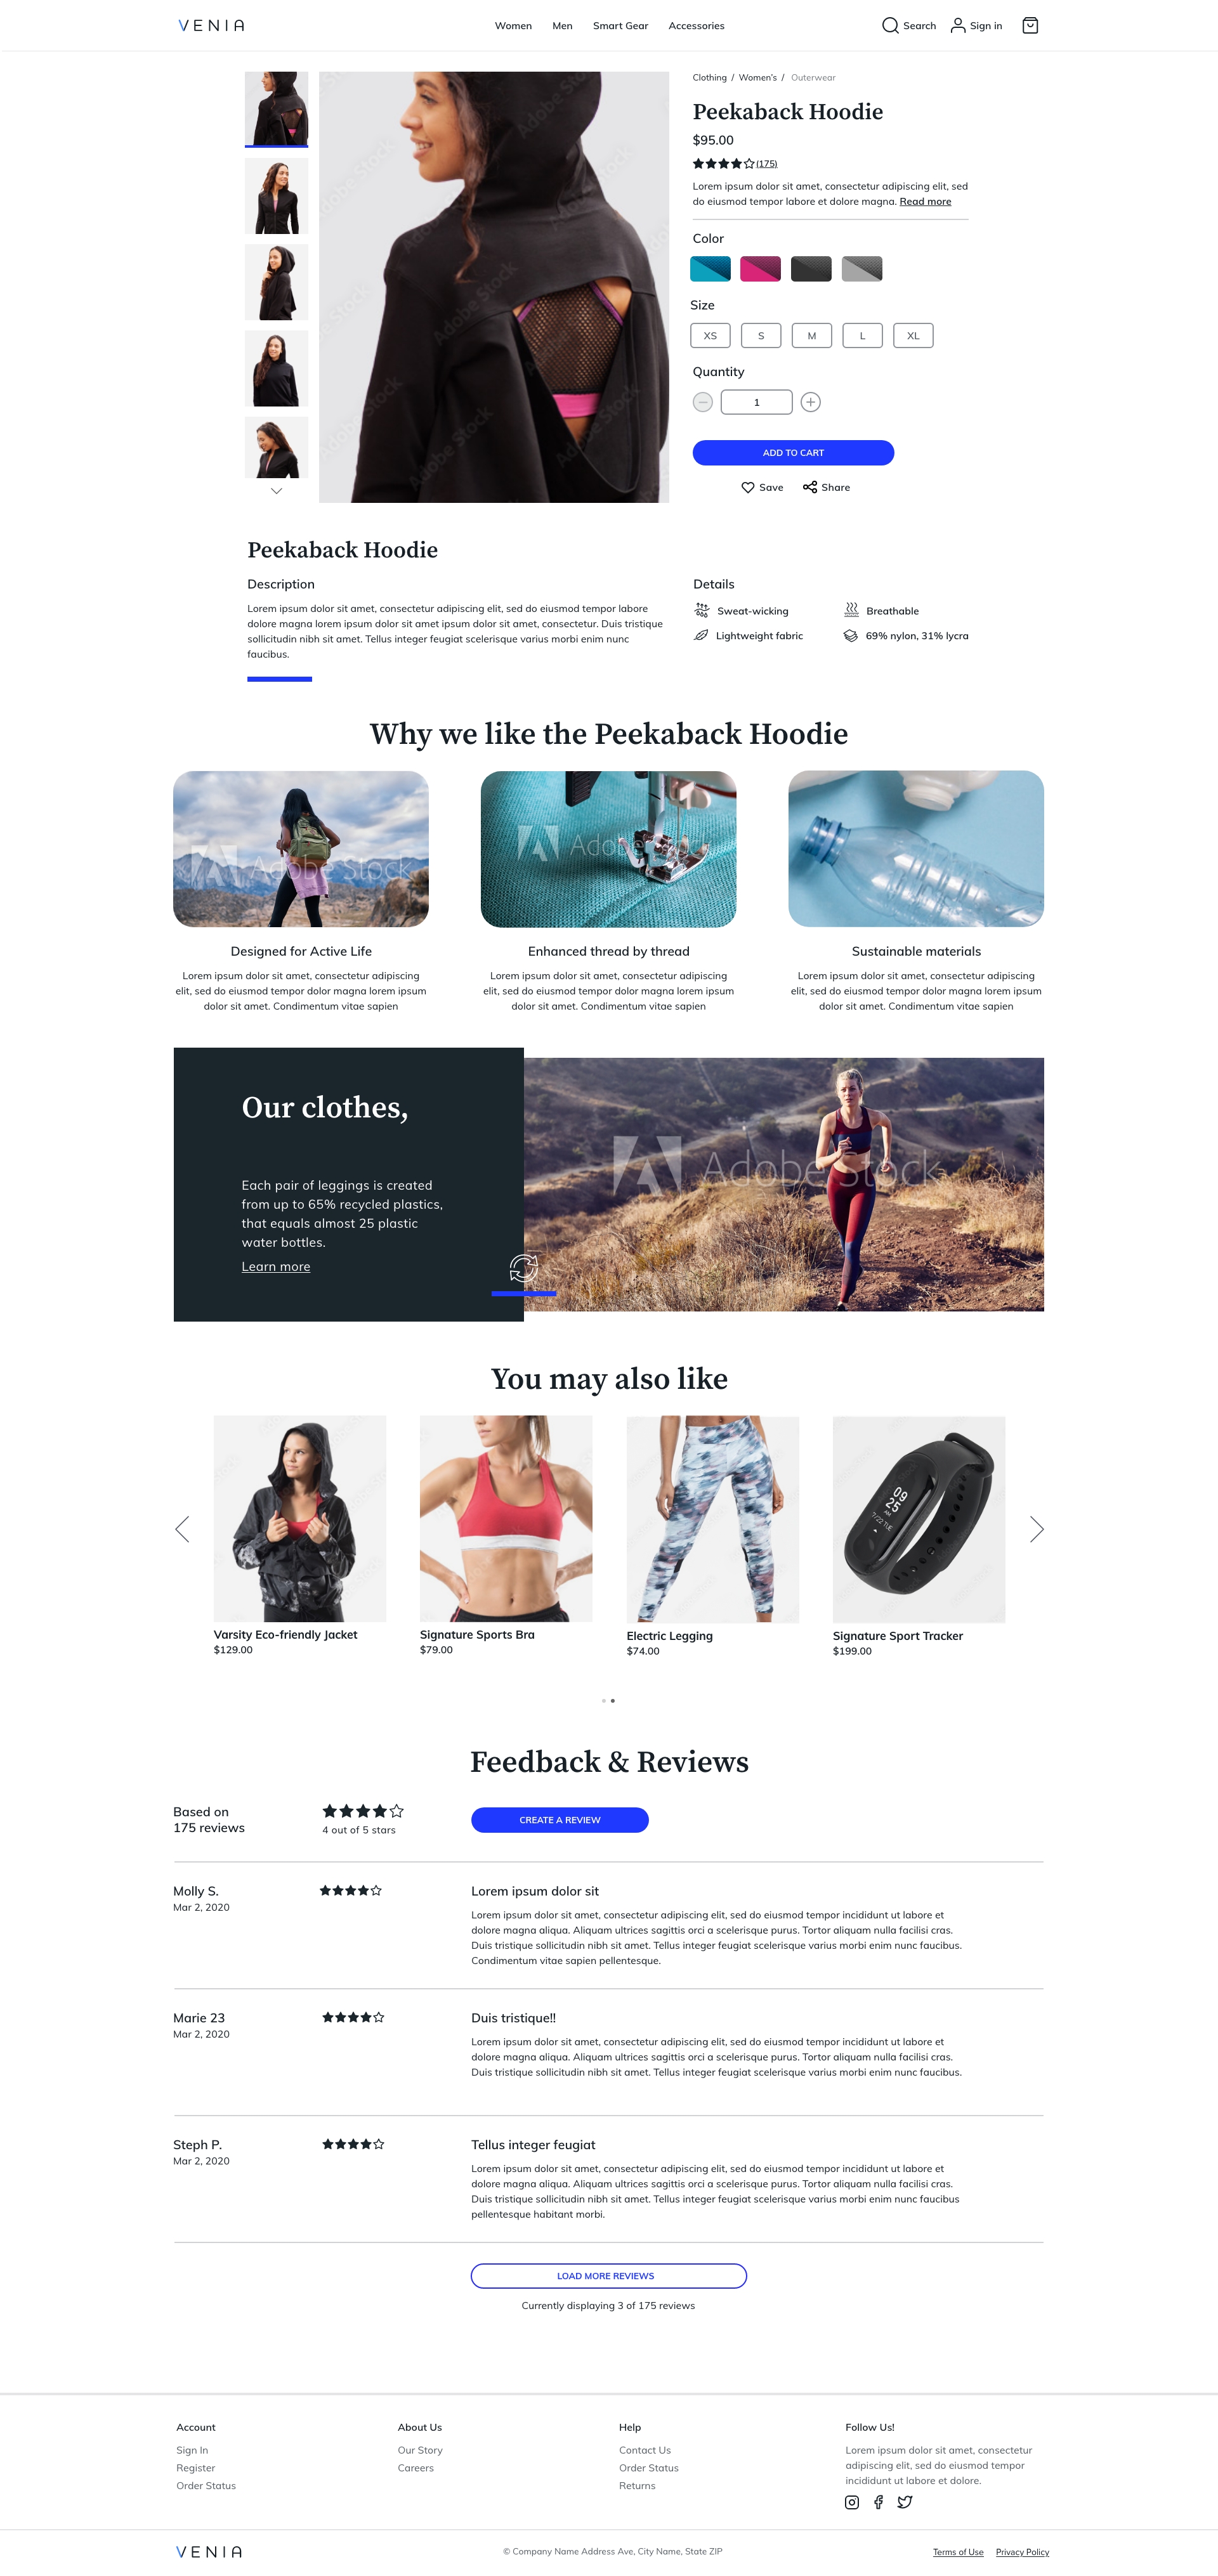 VENIA
Women Men Smart Gear Accessories
Search Sign in
Clothing / Women's / Outerwear
Peekaback Hoodie
$95.00
(175)
Lorem ipsum dolor sit amet, consectetur adipiscing elit, sed
do eiusmod tempor labore et dolore magna. Read more
Color
Size
XS S M L XL
Quantity
1
ADD TO CART
Save Share
Adobe Stock
Peekaback Hoodie
Description
Lorem ipsum dolor sit amet, consectetur adipiscing elit, sed do eiusmod tempor labore
dolore magna lorem ipsum dolor sit amet ipsum dolor sit amet, consectetur. Duis tristique
sollicitudin nibh sit amet. Tellus integer feugiat scelerisque varius morbi enim nunc
faucibus.
Details
Sweat-wicking Breathable
Lightweight fabric 69% nylon, 31% lycra
Why we like the Peekaback Hoodie
Adobe Stock
Adobe Stock
Designed for Active Life
Lorem ipsum dolor sit amet, consectetur adipiscing
elit, sed do eiusmod tempor dolor magna lorem ipsum
dolor sit amet. Condimentum vitae sapien
Enhanced thread by thread
Lorem ipsum dolor sit amet, consectetur adipiscing
elit, sed do eiusmod tempor dolor magna lorem ipsum
dolor sit amet. Condimentum vitae sapien
Sustainable materials
Lorem ipsum dolor sit amet, consectetur adipiscing
elit, sed do eiusmod tempor dolor magna lorem ipsum
dolor sit amet. Condimentum vitae sapien
Our clothes,
Each pair of leggings is created
from up to 65% recycled plastics,
that equals almost 25 plastic
water bottles.
Learn more
Adobe Stock
You may also like
09
25
AM
7/22 TUE
Varsity Eco-friendly Jacket
$129.00
Signature Sports Bra
$79.00
Electric Legging
$74.00
Signature Sport Tracker
$199.00
Feedback & Reviews
Based on
175 reviews
4 out of 5 stars
CREATE A REVIEW
Molly S.
Mar 2, 2020
Lorem ipsum dolor sit
Lorem ipsum dolor sit amet, consectetur adipiscing elit, sed do eiusmod tempor incididunt ut labore et
dolore magna aliqua. Aliquam ultrices sagittis orci a scelerisque purus. Tortor aliquam nulla facilisi cras.
Duis tristique sollicitudin nibh sit amet. Tellus integer feugiat scelerisque varius morbi enim nunc faucibus.
Condimentum vitae sapien pellentesque.
Marie 23
Mar 2, 2020
Duis tristique!!
Lorem ipsum dolor sit amet, consectetur adipiscing elit, sed do eiusmod tempor incididunt ut labore et
dolore magna aliqua. Aliquam ultrices sagittis orci a scelerisque purus. Tortor aliquam nulla facilisi cras.
Duis tristique sollicitudin nibh sit amet. Tellus integer feugiat scelerisque varius morbi enim nunc faucibus.
Steph P.
Mar 2, 2020
Tellus integer feugiat
Lorem ipsum dolor sit amet, consectetur adipiscing elit, sed do eiusmod tempor incididunt ut labore et
dolore magna aliqua. Aliquam ultrices sagittis orci a scelerisque purus. Tortor aliquam nulla facilisi cras.
Duis tristique sollicitudin nibh sit amet. Tellus integer feugiat scelerisque varius morbi enim nunc faucibus
pellentesque habitant morbi.
LOAD MORE REVIEWS
Currently displaying 3 of 175 reviews
Account
Sign In
Register
Order Status
About Us
Our Story
Careers
Help
Contact Us
Order Status
Returns
Follow Us!
Lorem ipsum dolor sit amet, consectetur
adipiscing elit, sed do eiusmod tempor
incididunt ut labore et dolore.
VENIA
© Company Name Address Ave, City Name, State ZIP
Terms of Use Privacy Policy